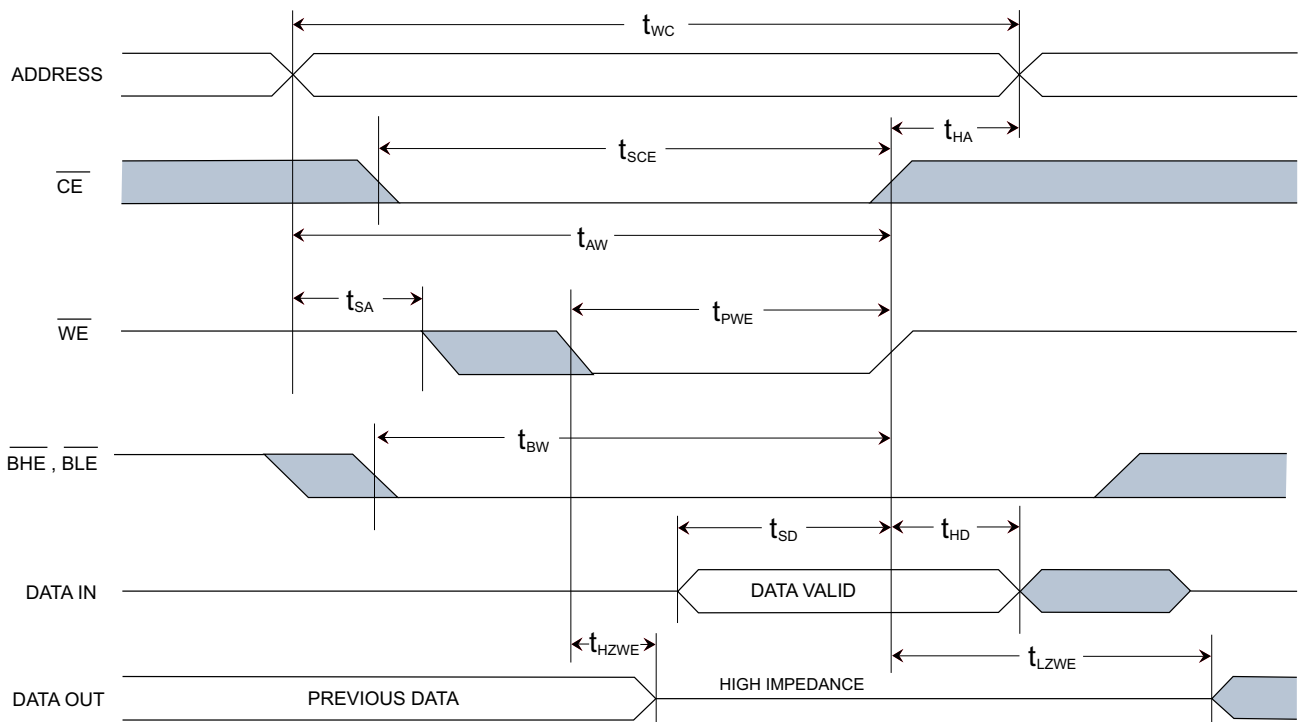 tWC
ADDRESS
tHA
tSCE
CE
tAW
tSA
tPWE
WE
tBW
BHE , BLE
tSD
tHD
DATA IN
DATA VALID
tHZWE
tLZWE
DATA OUT
PREVIOUS DATA
HIGH IMPEDANCE